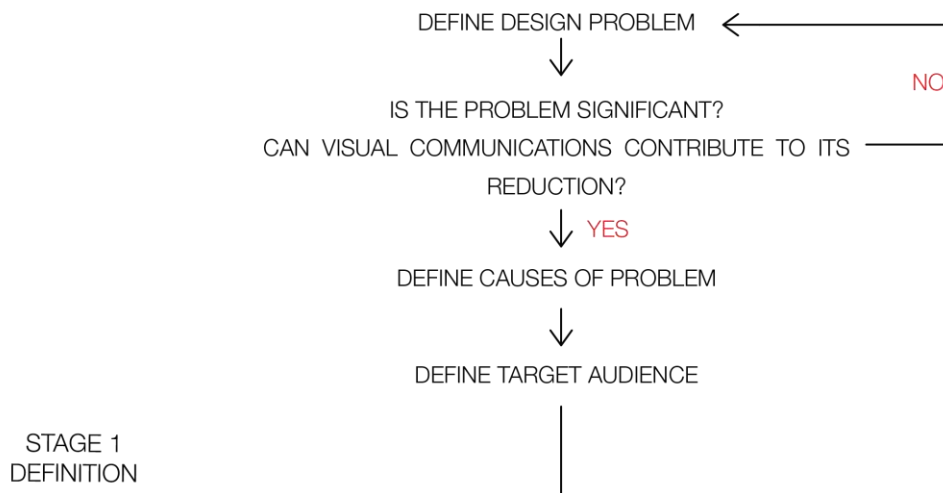 DEFINE DESIGN PROBLEM
NO
IS THE PROBLEM SIGNIFICANT?
CAN VISUAL COMMUNICATIONS CONTRIBUTE TO ITS
REDUCTION?
YES
DEFINE CAUSES OF PROBLEM
DEFINE TARGET AUDIENCE
STAGE 1
DEFINITION